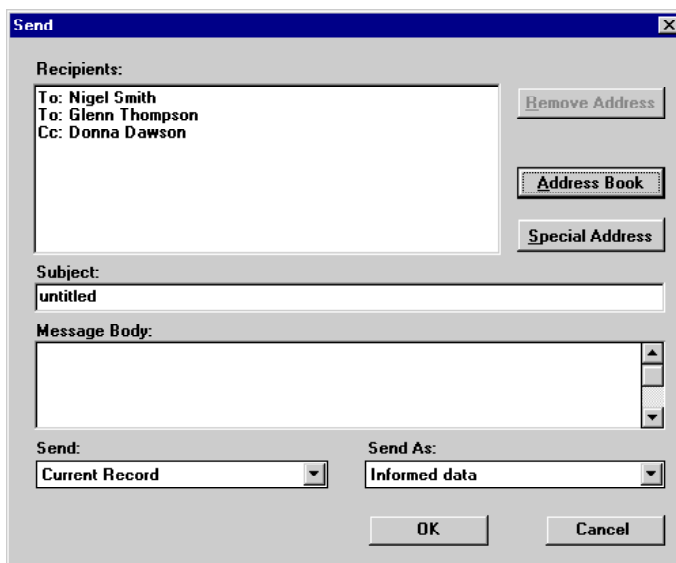 Send
Recipients:
To: Nigel Smith
To: Glenn Thompson
Cc: Donna Dawson
Remove Address
Address Book
Special Address
Subject:
untitled
Message Body:
Send:
Send As:
Current Record
Informed data
OK
Cancel